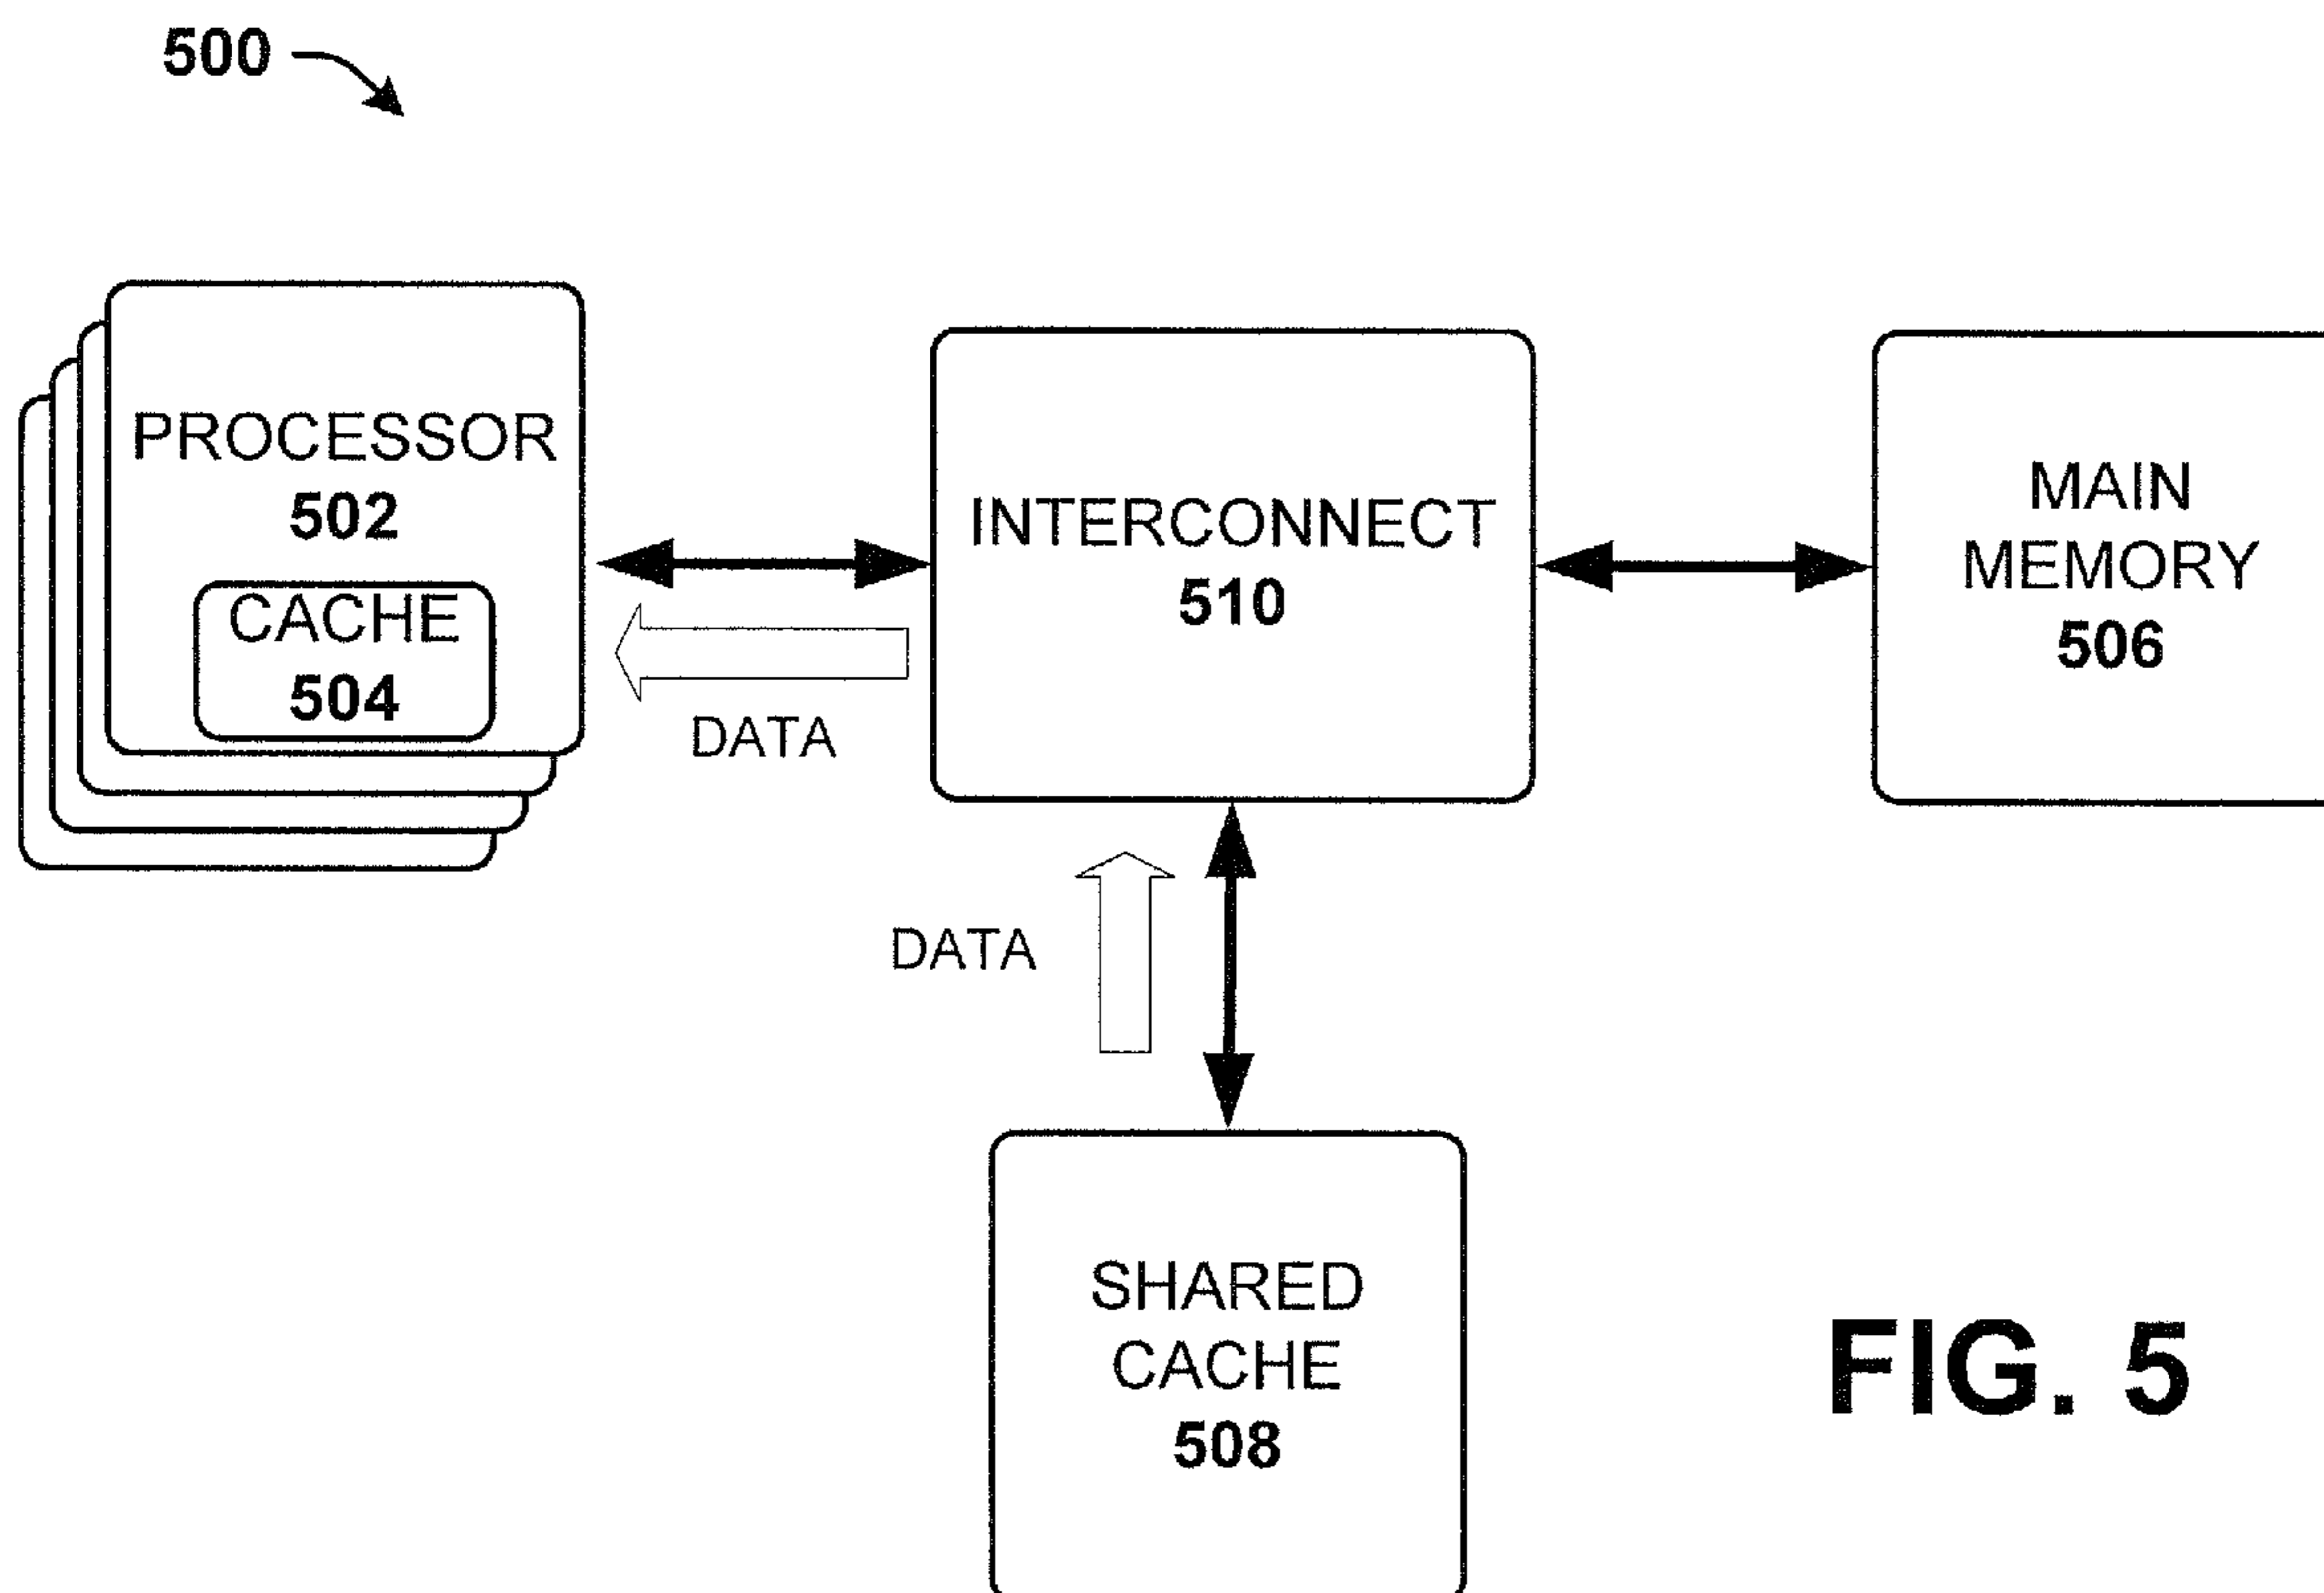 500
PROCESSOR
502
CACHE
504
DATA
INTERCONNECT
510
MAIN
MEMORY
506
DATA
SHARED
CACHE
508
FIG. 5